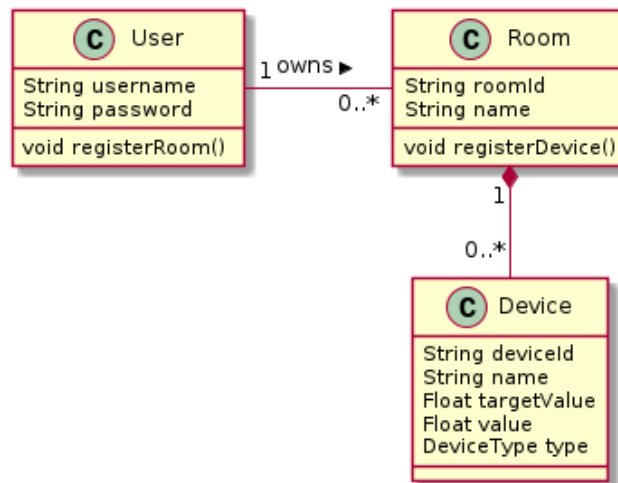 C User
String username
String password
void registerRoom()
1 owns ▶
0..*
C Room
String roomId
String name
void registerDevice()
1
0..*
C Device
String deviceId
String name
Float targetValue
Float value
DeviceType type